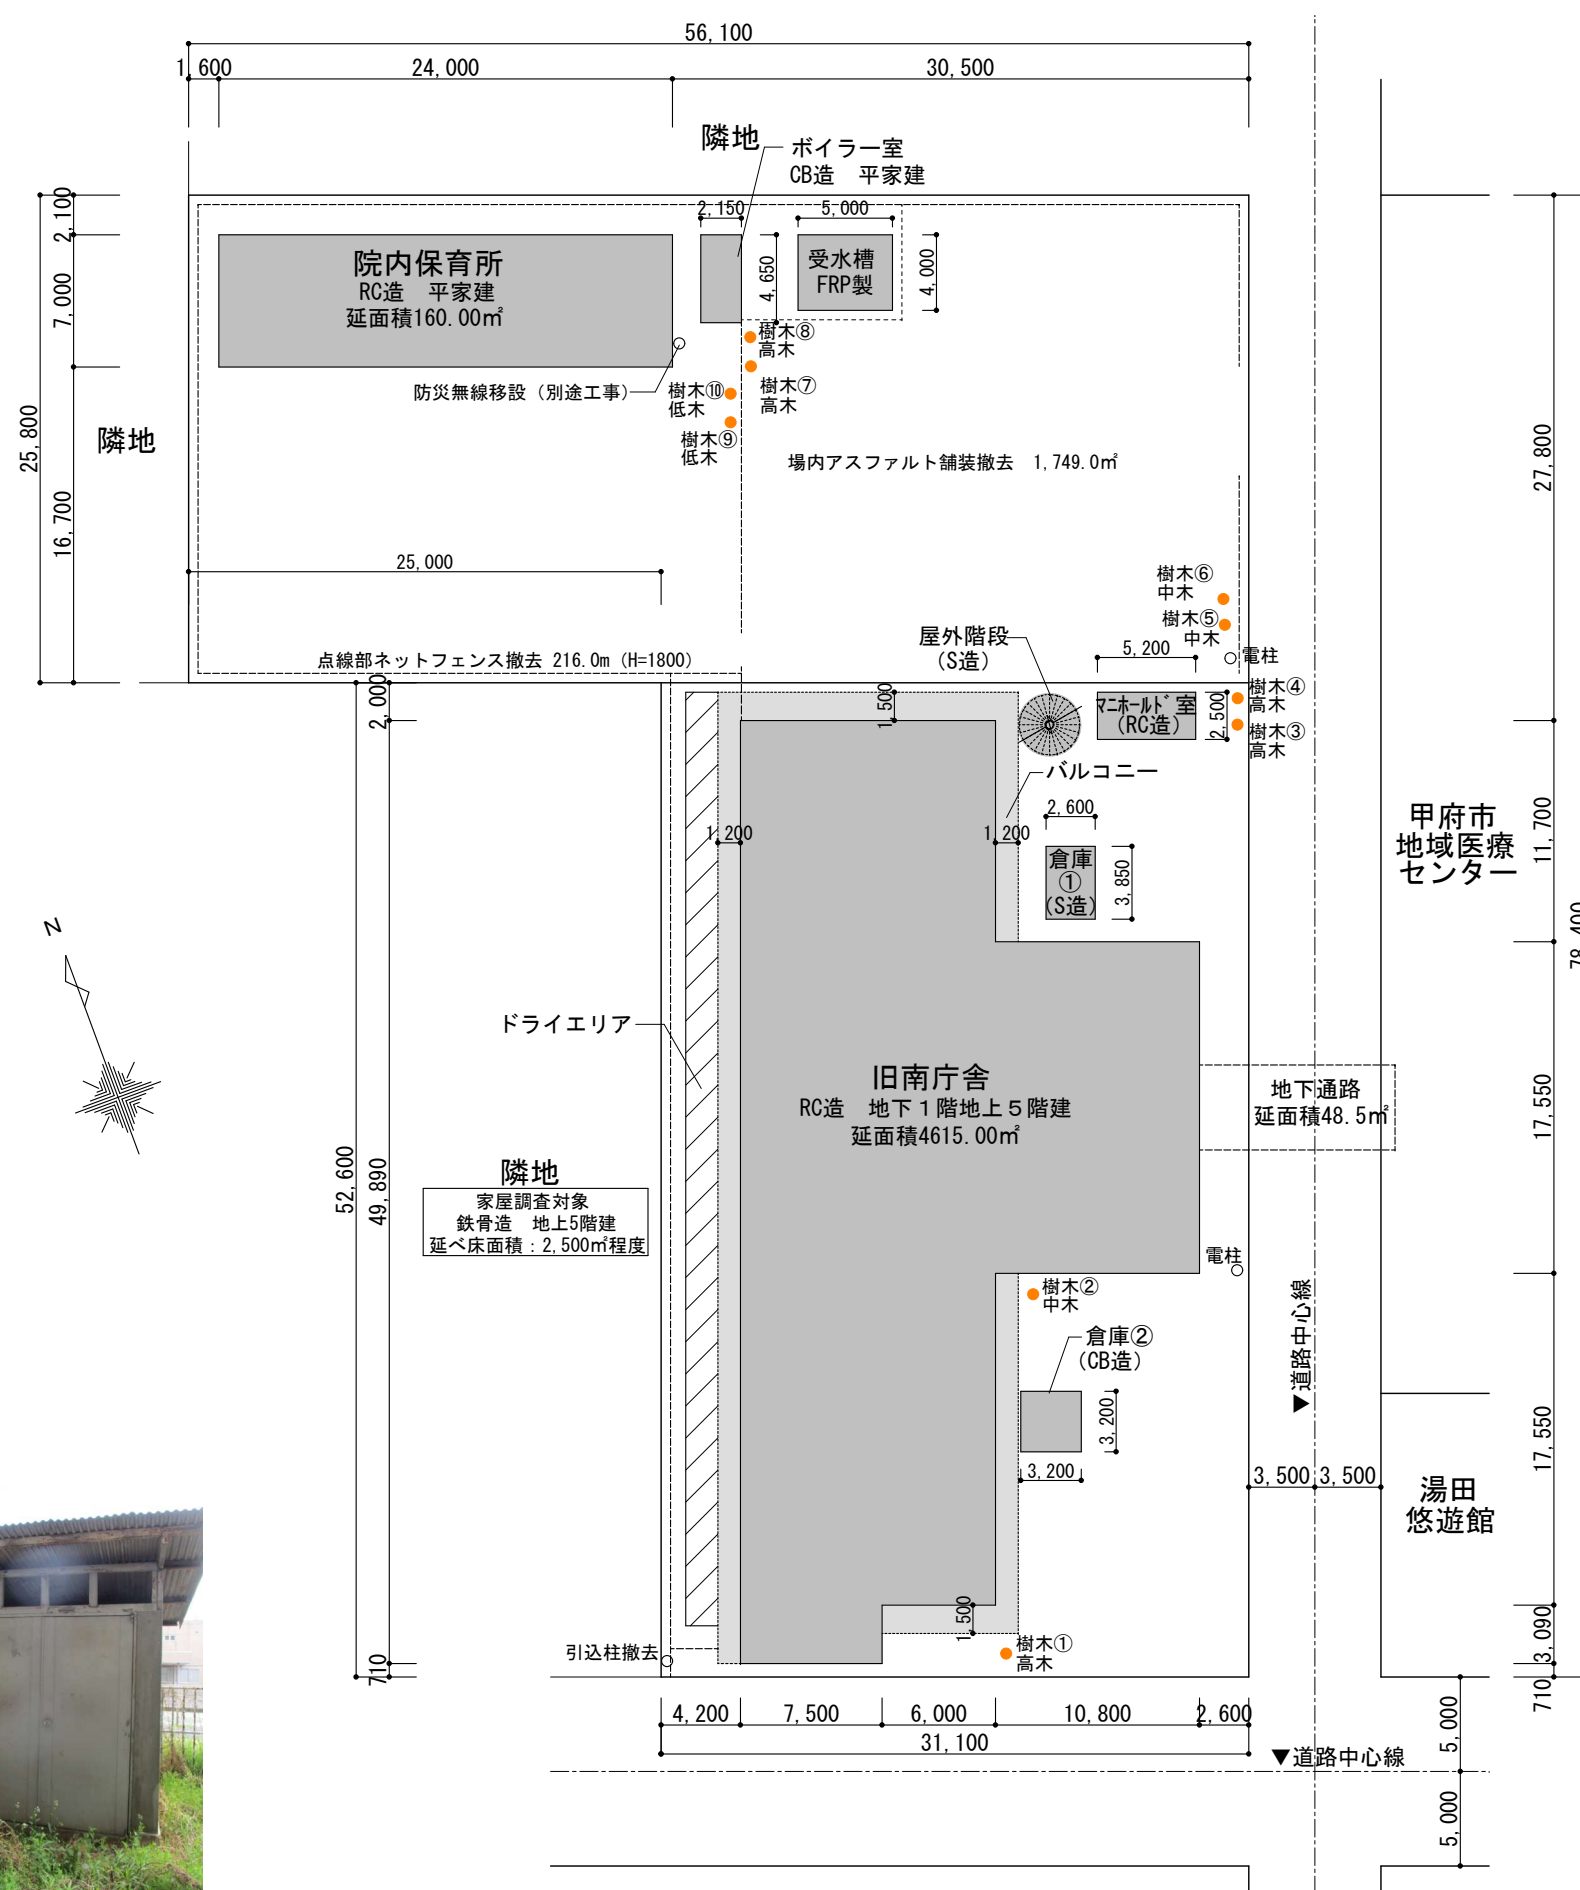 56,100
1,600
24,000
30,500
隣地
ボイラー室
CB造 平家建
2,100
7,000
16,700
25,800
隣地
院内保育所
RC造 平家建
延面積160.00㎡
2,150
4,650
5,000
受水槽
FRP製
4,000
樹木⑧
高木
樹木⑦
高木
防災無線移設（別途工事）
樹木⑩
低木
樹木⑨
低木
場内アスファルト舗装撤去 1,749.0㎡
25,000
点線部ネットフェンス撤去 216.0m（H=1800）
樹木⑥
中木
樹木⑤
中木
電柱
屋外階段
（S造）
5,200
マニホールド室
（RC造）
2,500
樹木④
高木
樹木③
高木
2,000
1,500
バルコニー
1,200
1,200
2,600
倉庫
①
（S造）
3,850
27,800
甲府市
地域医療
センター
11,700
78,400
N
ドライエリア
旧南庁舎
RC造 地下１階地上５階建
延面積4615.00㎡
地下通路
延面積48.5㎡
17,550
52,600
49,890
隣地
家屋調査対象
鉄骨造 地上5階建
延べ床面積：2,500㎡程度
電柱
樹木②
中木
倉庫②
（CB造）
3,200
3,200
▼道路中心線
3,500
3,500
湯田
悠遊館
17,550
1,500
樹木①
高木
引込柱撤去
710
3,090
710
4,200
7,500
6,000
10,800
2,600
31,100
▼道路中心線
5,000
5,000